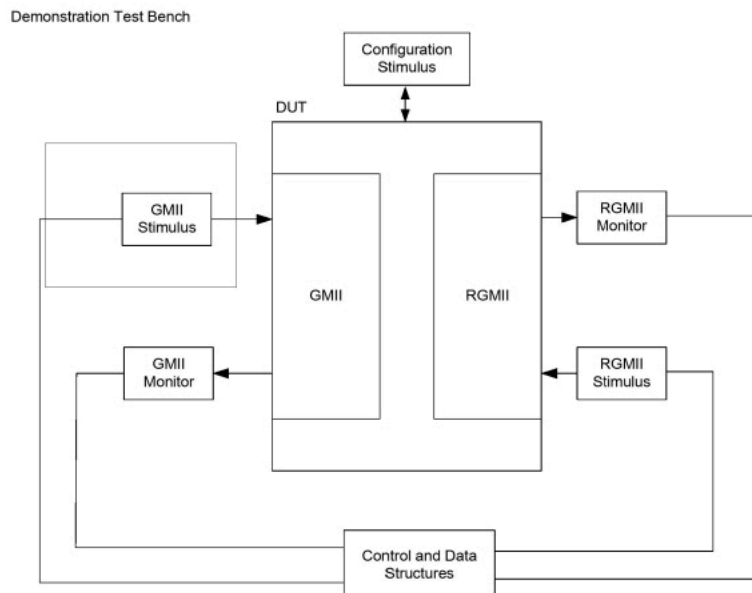 Demonstration Test Bench
Configuration
Stimulus
DUT
GMII
Stimulus
RGMII
Monitor
GMII
RGMII
GMII
Monitor
RGMII
Stimulus
Control and Data
Structures